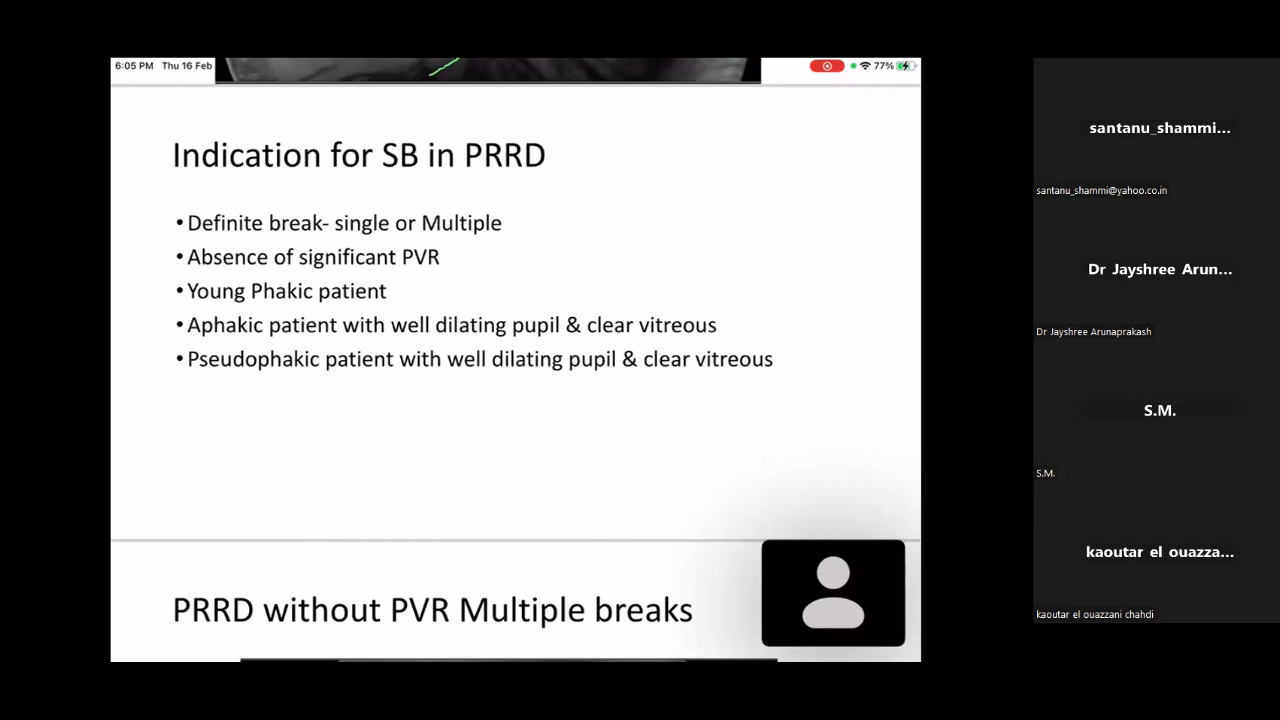 6:05 PM Thu 16 Feb
77%
Indication for SB in PRRD
• Definite break- single or Multiple
• Absence of significant PVR
• Young Phakic patient
• Aphakic patient with well dilating pupil & clear vitreous
• Pseudophakic patient with well dilating pupil & clear vitreous
PRRD without PVR Multiple breaks
santanu_shammi...
santanu_shammi@yahoo.co.in
Dr Jayshree Arun...
Dr Jayshree Arunaprakash
S.M.
S.M.
kaoutar el ouazza...
kaoutar el ouazzani chahdi